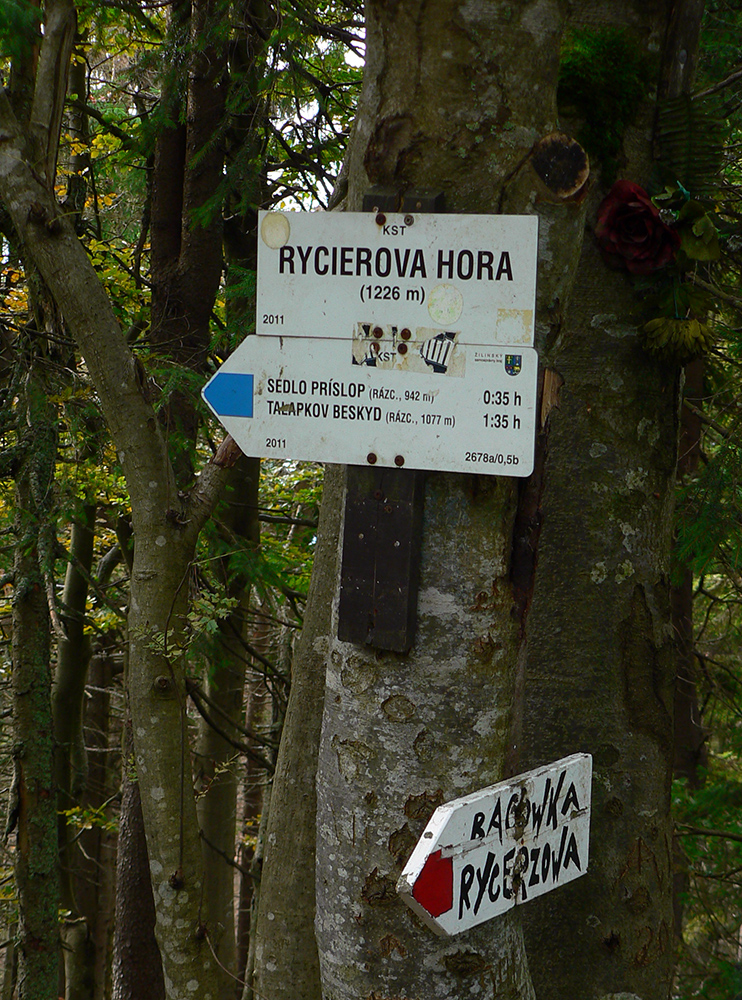 KST
RYCIEROVA HORA
(1226 m)
2011
KST
ŽILINSKÝ
SEDLO PRÍSLOP (RÁZC., 942 m) 0:35 h
TALAPKOV BESKYD (RÁZC., 1077 m) 1:35 h
2011
2678a/0,5b
BACÓWKA
RYCERZOWA